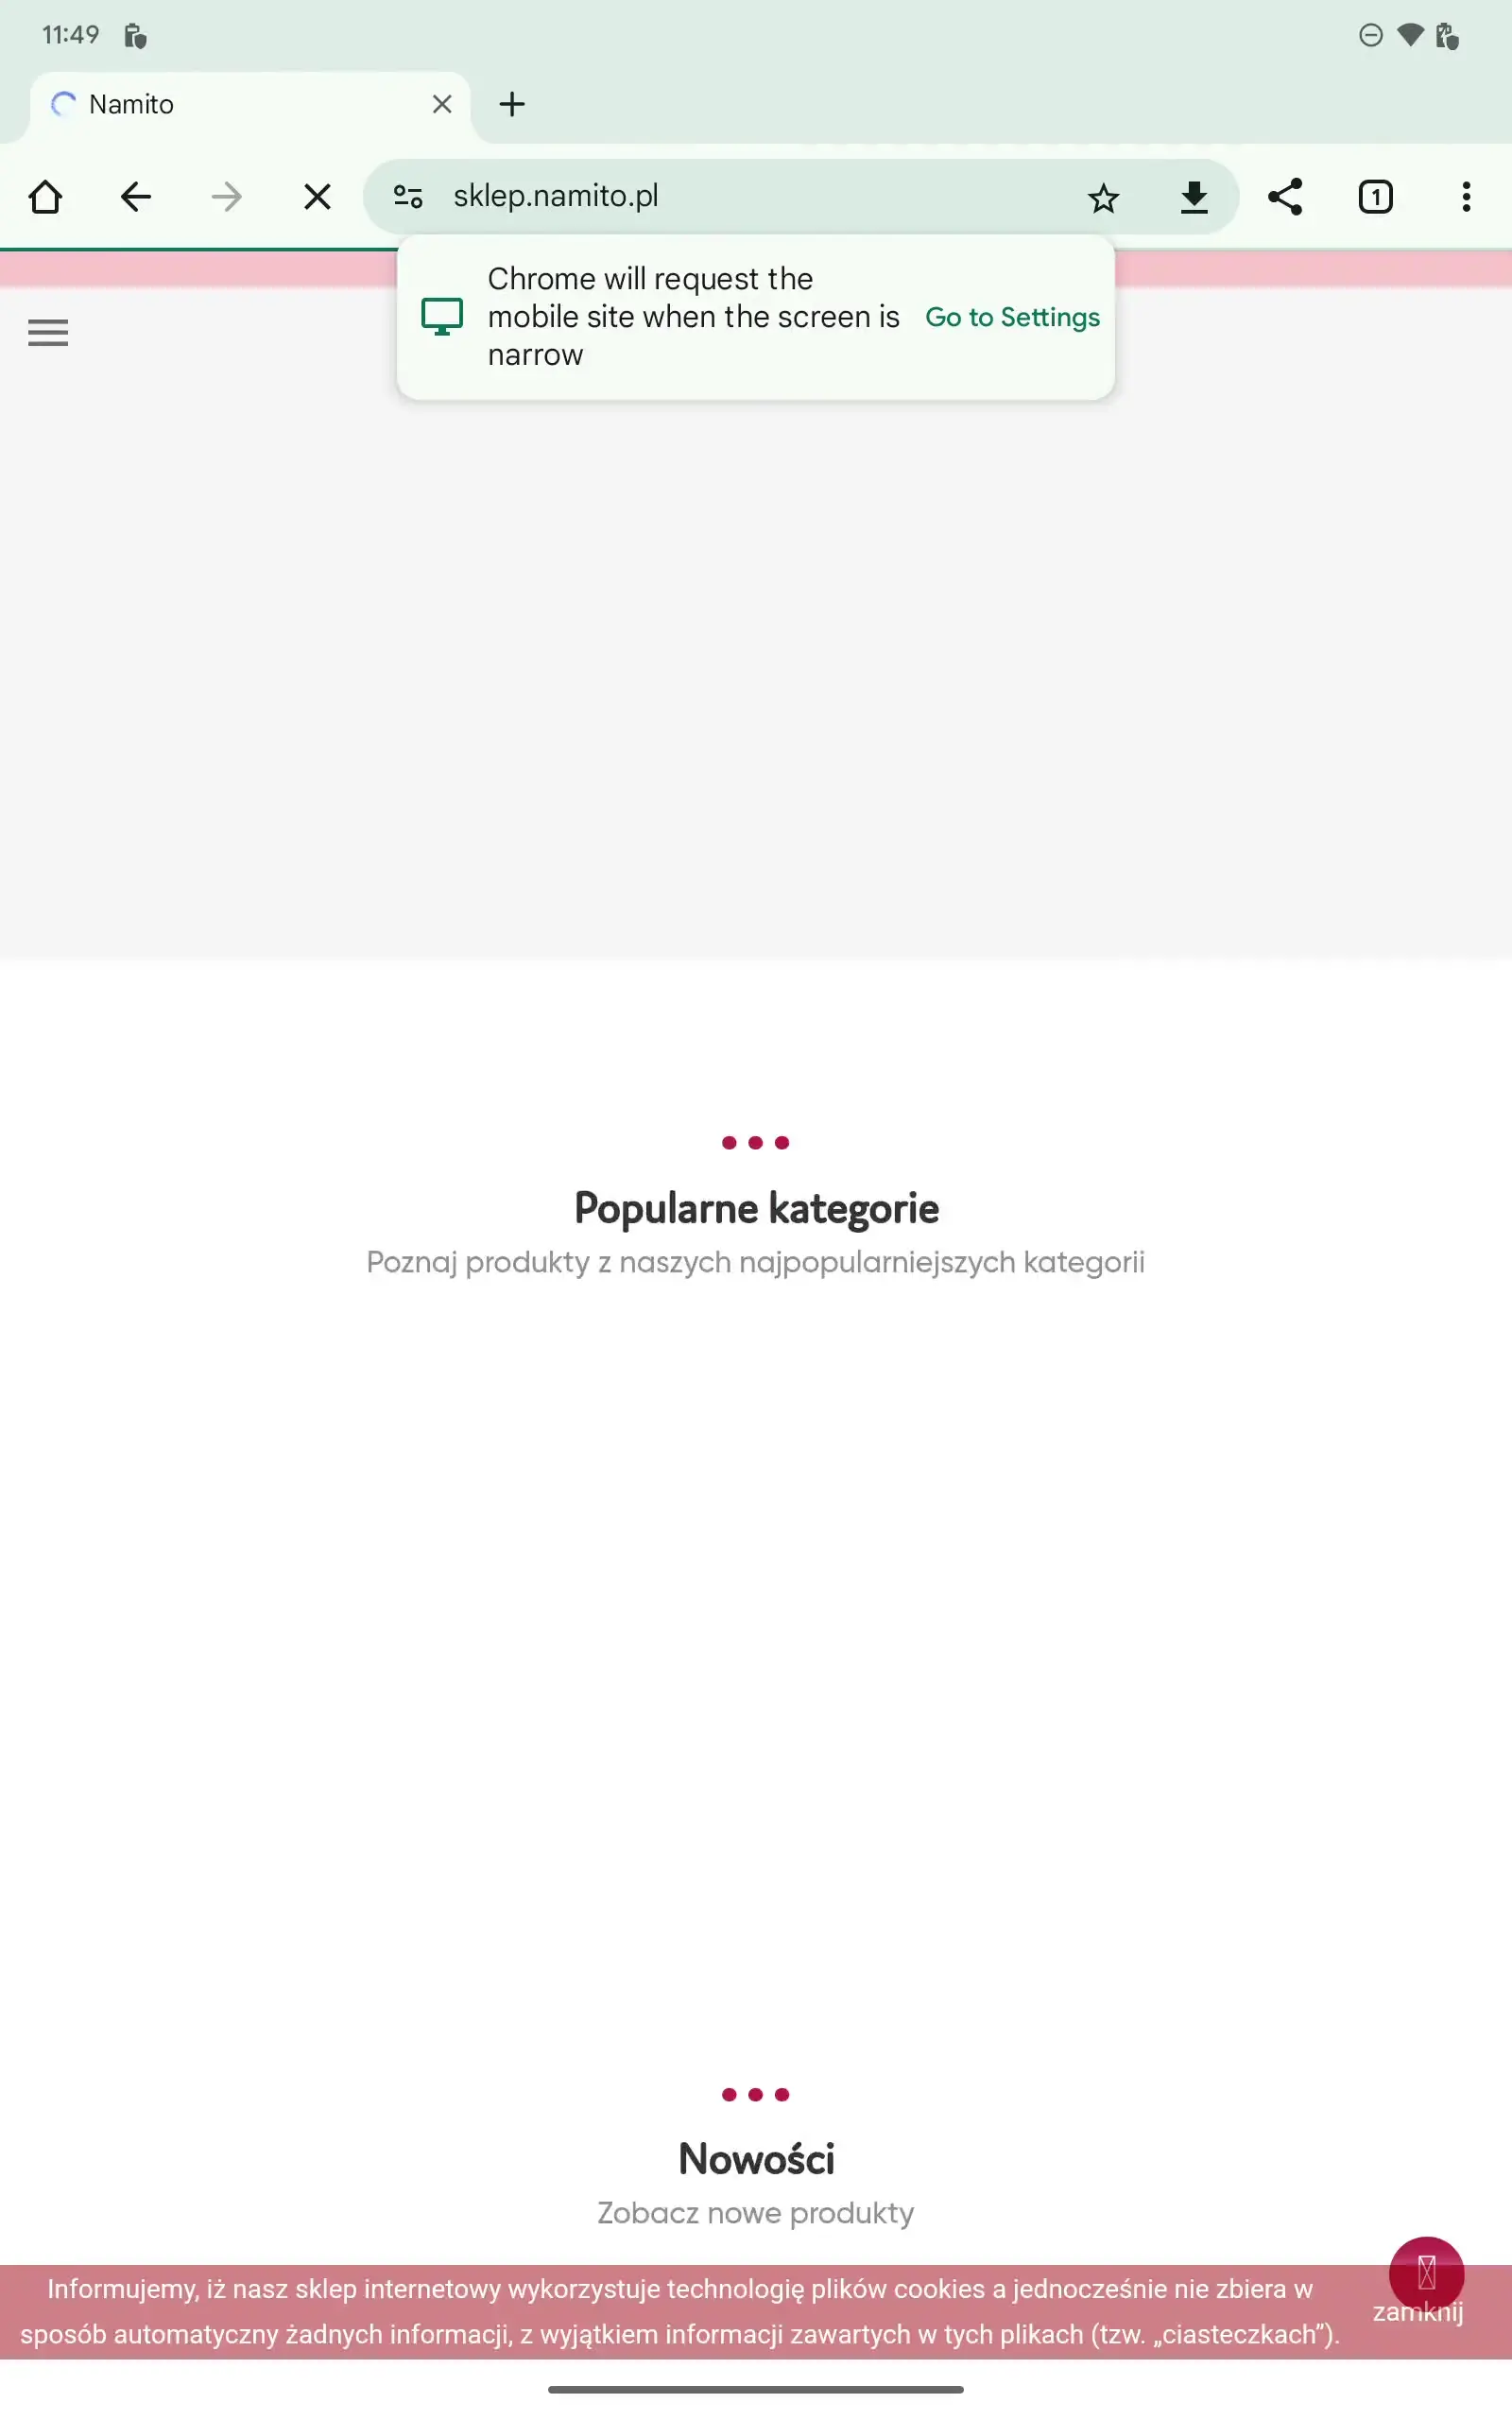 11:49
Namito
sklep.namito.pl
1
Chrome will request the
mobile site when the screen is
narrow
Go to Settings
Popularne kategorie
Poznaj produkty z naszych najpopularniejszych kategorii
Nowości
Zobacz nowe produkty
Informujemy, iż nasz sklep internetowy wykorzystuje technologię plików cookies a jednocześnie nie zbiera w
sposób automatyczny żadnych informacji, z wyjątkiem informacji zawartych w tych plikach (tzw. „ciasteczkach”).
zamknij